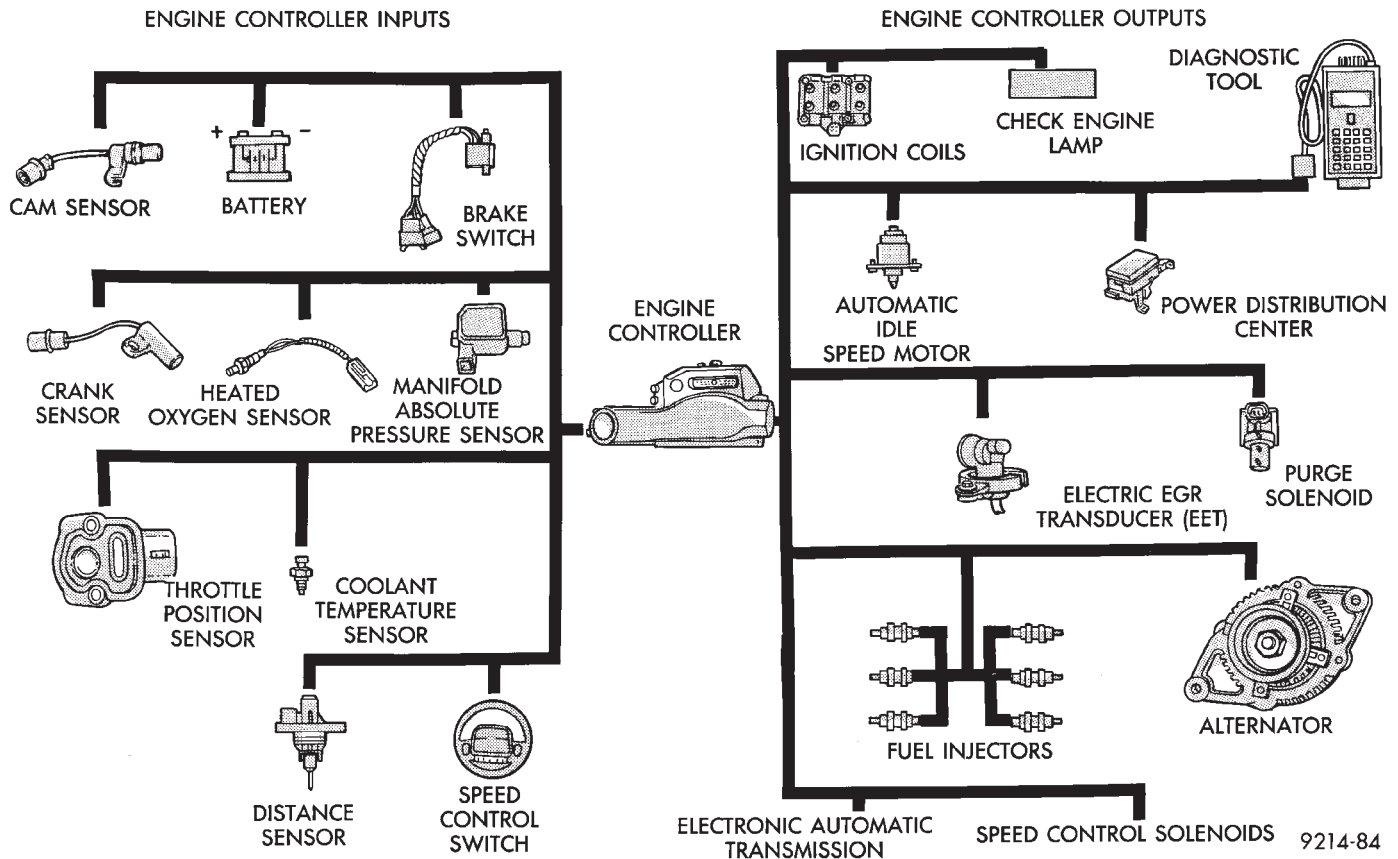 ENGINE CONTROLLER INPUTS
CAM SENSOR
+ −
BATTERY
BRAKE
SWITCH
CRANK
SENSOR
HEATED
OXYGEN SENSOR
MANIFOLD
ABSOLUTE
PRESSURE SENSOR
THROTTLE
POSITION
SENSOR
COOLANT
TEMPERATURE
SENSOR
DISTANCE
SENSOR
SPEED
CONTROL
SWITCH
ENGINE
CONTROLLER
ENGINE CONTROLLER OUTPUTS
IGNITION COILS
CHECK ENGINE
LAMP
DIAGNOSTIC
TOOL
AUTOMATIC
IDLE
SPEED MOTOR
POWER DISTRIBUTION
CENTER
ELECTRIC EGR
TRANSDUCER (EET)
PURGE
SOLENOID
FUEL INJECTORS
ALTERNATOR
ELECTRONIC AUTOMATIC
TRANSMISSION
SPEED CONTROL SOLENOIDS
9214-84